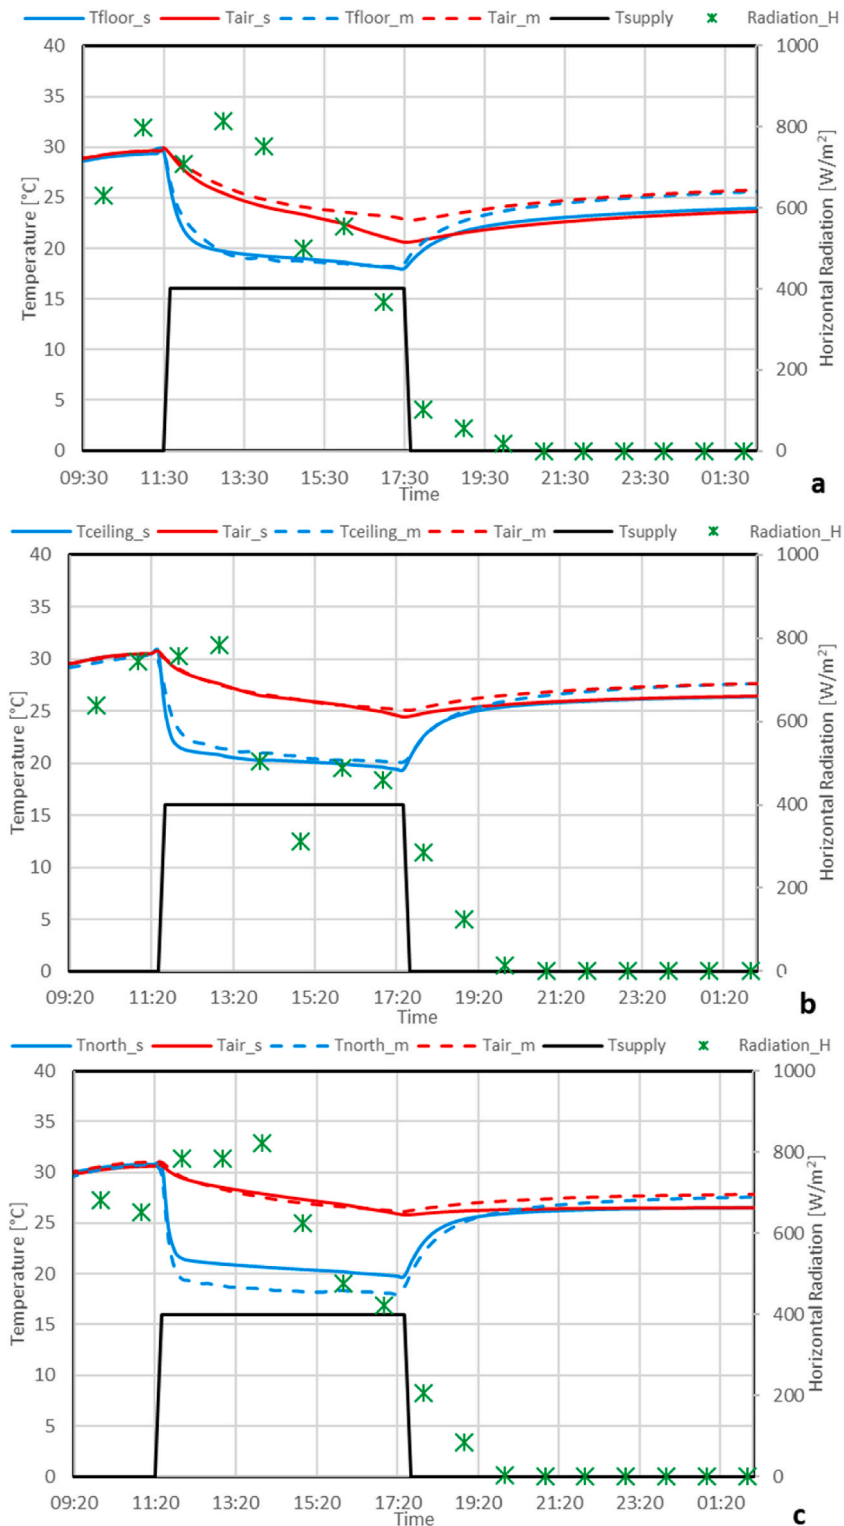 Tfloor_s Tair_s Tfloor_m Tair_m Tsupply Radiation_H
40 1000
35
30 800
25 600
20
15 400
10 200
5
0 0
09:30 11:30 13:30 15:30 17:30 19:30 21:30 23:30 01:30
Temperature [°C]
Horizontal Radiation [W/m²]
Time
a
Tceiling_s Tair_s Tceiling_m Tair_m Tsupply Radiation_H
40 1000
35
30 800
25 600
20
15 400
10 200
5
0 0
09:20 11:20 13:20 15:20 17:20 19:20 21:20 23:20 01:20
Temperature [°C]
Horizontal Radiation [W/m²]
Time
b
Tnorth_s Tair_s Tnorth_m Tair_m Tsupply Radiation_H
40 1000
35
30 800
25 600
20
15 400
10 200
5
0 0
09:20 11:20 13:20 15:20 17:20 19:20 21:20 23:20 01:20
Temperature [°C]
Horizontal Radiation [W/m²]
Time
c